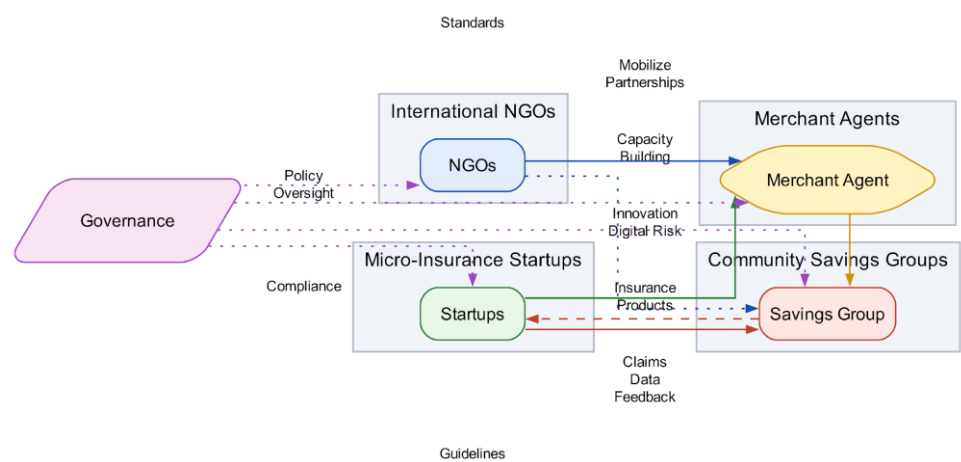 Standards
Mobilize
Partnerships
International NGOs
Merchant Agents
NGOs
Capacity
Building
Merchant Agent
Policy
Oversight
Governance
Innovation
Digital Risk
Micro-Insurance Startups
Community Savings Groups
Compliance
Startups
Insurance
Products
Savings Group
Claims
Data
Feedback
Guidelines